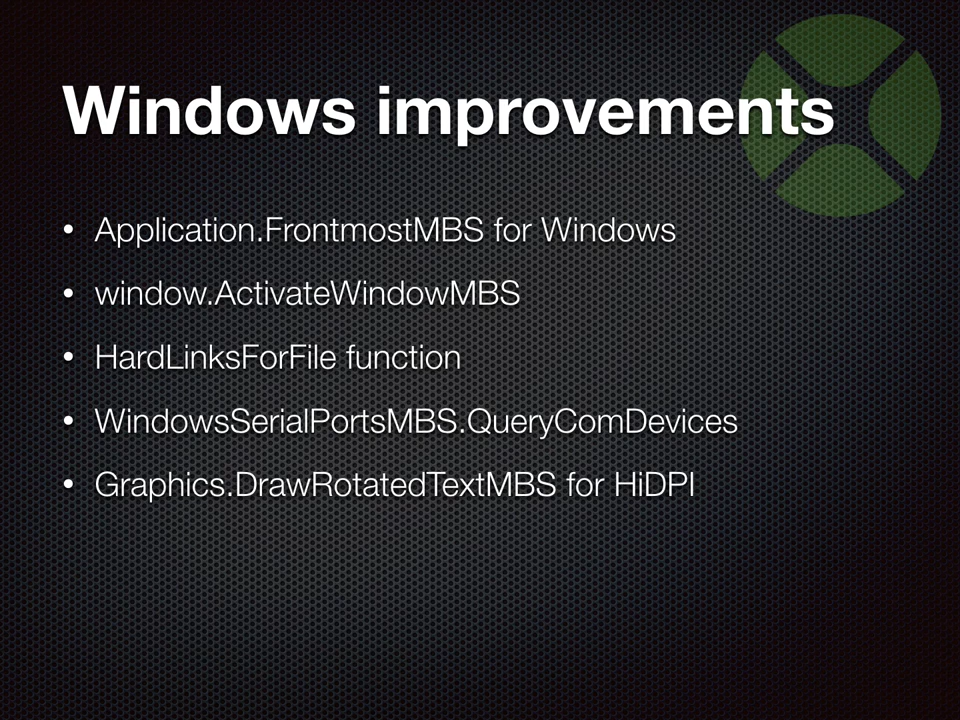 Windows improvements
• Application.FrontmostMBS for Windows
• window.ActivateWindowMBS
• HardLinksForFile function
• WindowsSerialPortsMBS.QueryComDevices
• Graphics.DrawRotatedTextMBS for HiDPI